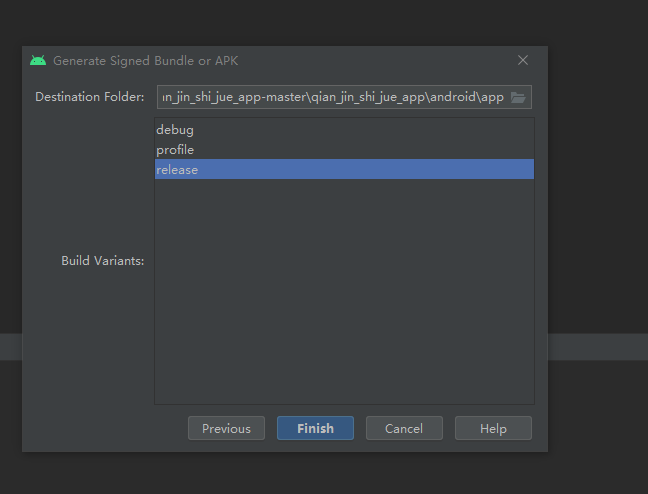 Generate Signed Bundle or APK
Destination Folder:
ın_jin_shi_jue_app-master\qian_jin_shi_jue_app\android\app
debug
profile
release
Build Variants:
Previous
Finish
Cancel
Help